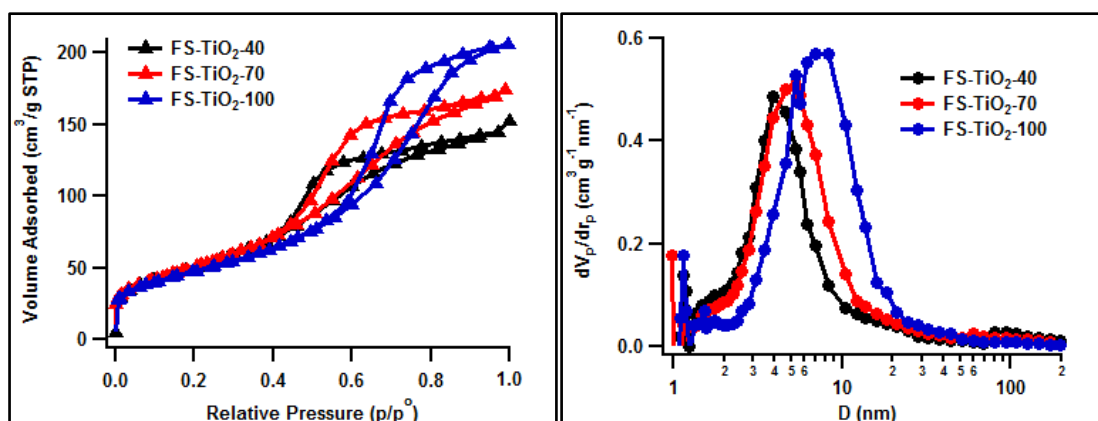 Volume Adsorbed (cm³/g STP)
200
150
100
50
0
FS-TiO₂-40
FS-TiO₂-70
FS-TiO₂-100
0.0 0.2 0.4 0.6 0.8 1.0
Relative Pressure (p/p°)
dVₚ/drₚ (cm³ g⁻¹ nm⁻¹)
0.6
0.4
0.2
0.0
FS-TiO₂-40
FS-TiO₂-70
FS-TiO₂-100
1 2 3 4 5 6 10 2 3 4 5 6 100 2
D (nm)